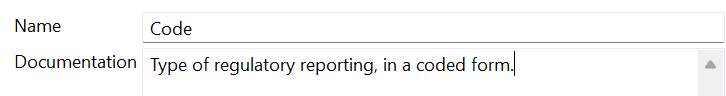 Name Code
Documentation Type of regulatory reporting, in a coded form.